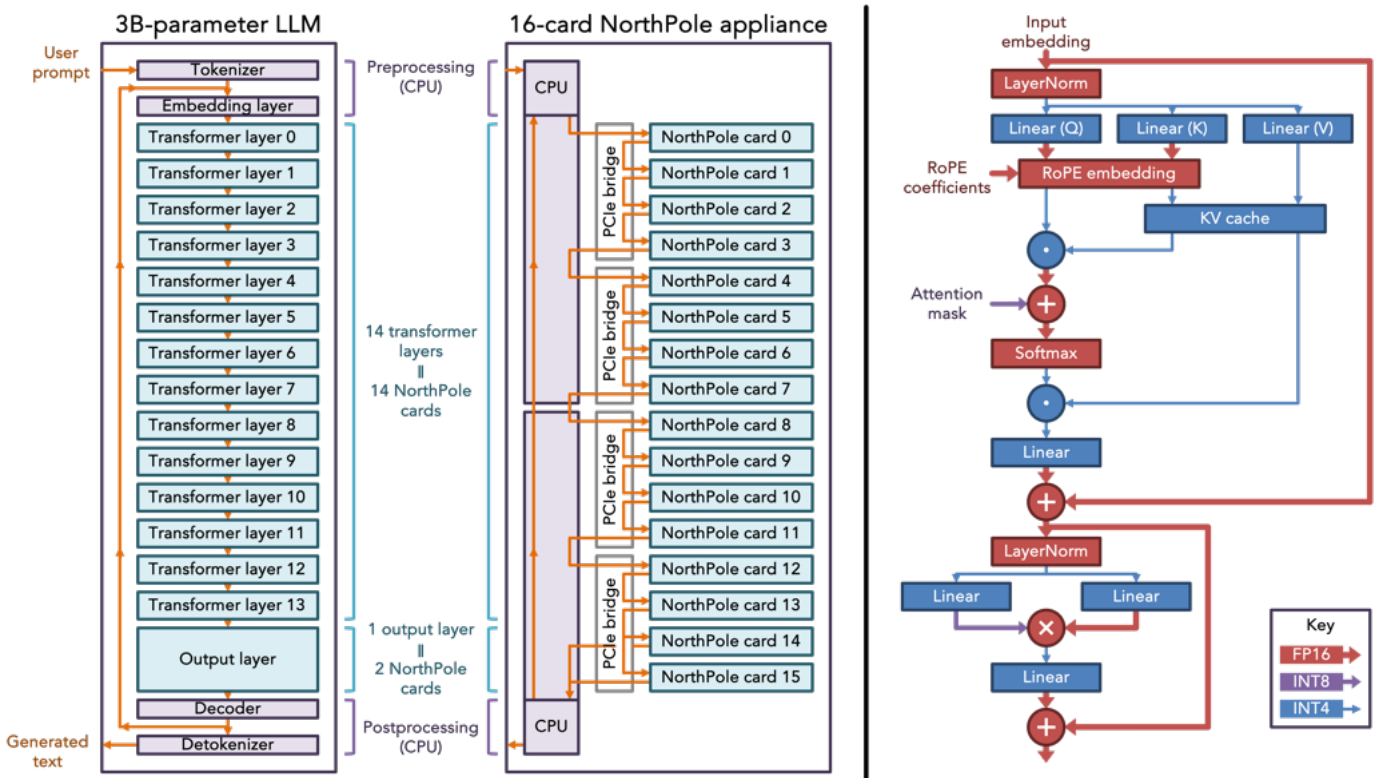 3B-parameter LLM
User
prompt
Tokenizer
Embedding layer
Transformer layer 0
Transformer layer 1
Transformer layer 2
Transformer layer 3
Transformer layer 4
Transformer layer 5
Transformer layer 6
Transformer layer 7
Transformer layer 8
Transformer layer 9
Transformer layer 10
Transformer layer 11
Transformer layer 12
Transformer layer 13
Output layer
Decoder
Detokenizer
Generated
text
Preprocessing
(CPU)
14 transformer
layers
=
14 NorthPole
cards
1 output layer
=
2 NorthPole
cards
Postprocessing
(CPU)
16-card NorthPole appliance
CPU
PCIe bridge
NorthPole card 0
NorthPole card 1
NorthPole card 2
NorthPole card 3
PCIe bridge
NorthPole card 4
NorthPole card 5
NorthPole card 6
NorthPole card 7
PCIe bridge
NorthPole card 8
NorthPole card 9
NorthPole card 10
NorthPole card 11
PCIe bridge
NorthPole card 12
NorthPole card 13
NorthPole card 14
NorthPole card 15
CPU
Input
embedding
LayerNorm
Linear (Q)
Linear (K)
Linear (V)
RoPE
coefficients
RoPE embedding
KV cache
·
Attention
mask
+
Softmax
·
Linear
+
LayerNorm
Linear
Linear
×
Linear
+
Key
FP16
INT8
INT4